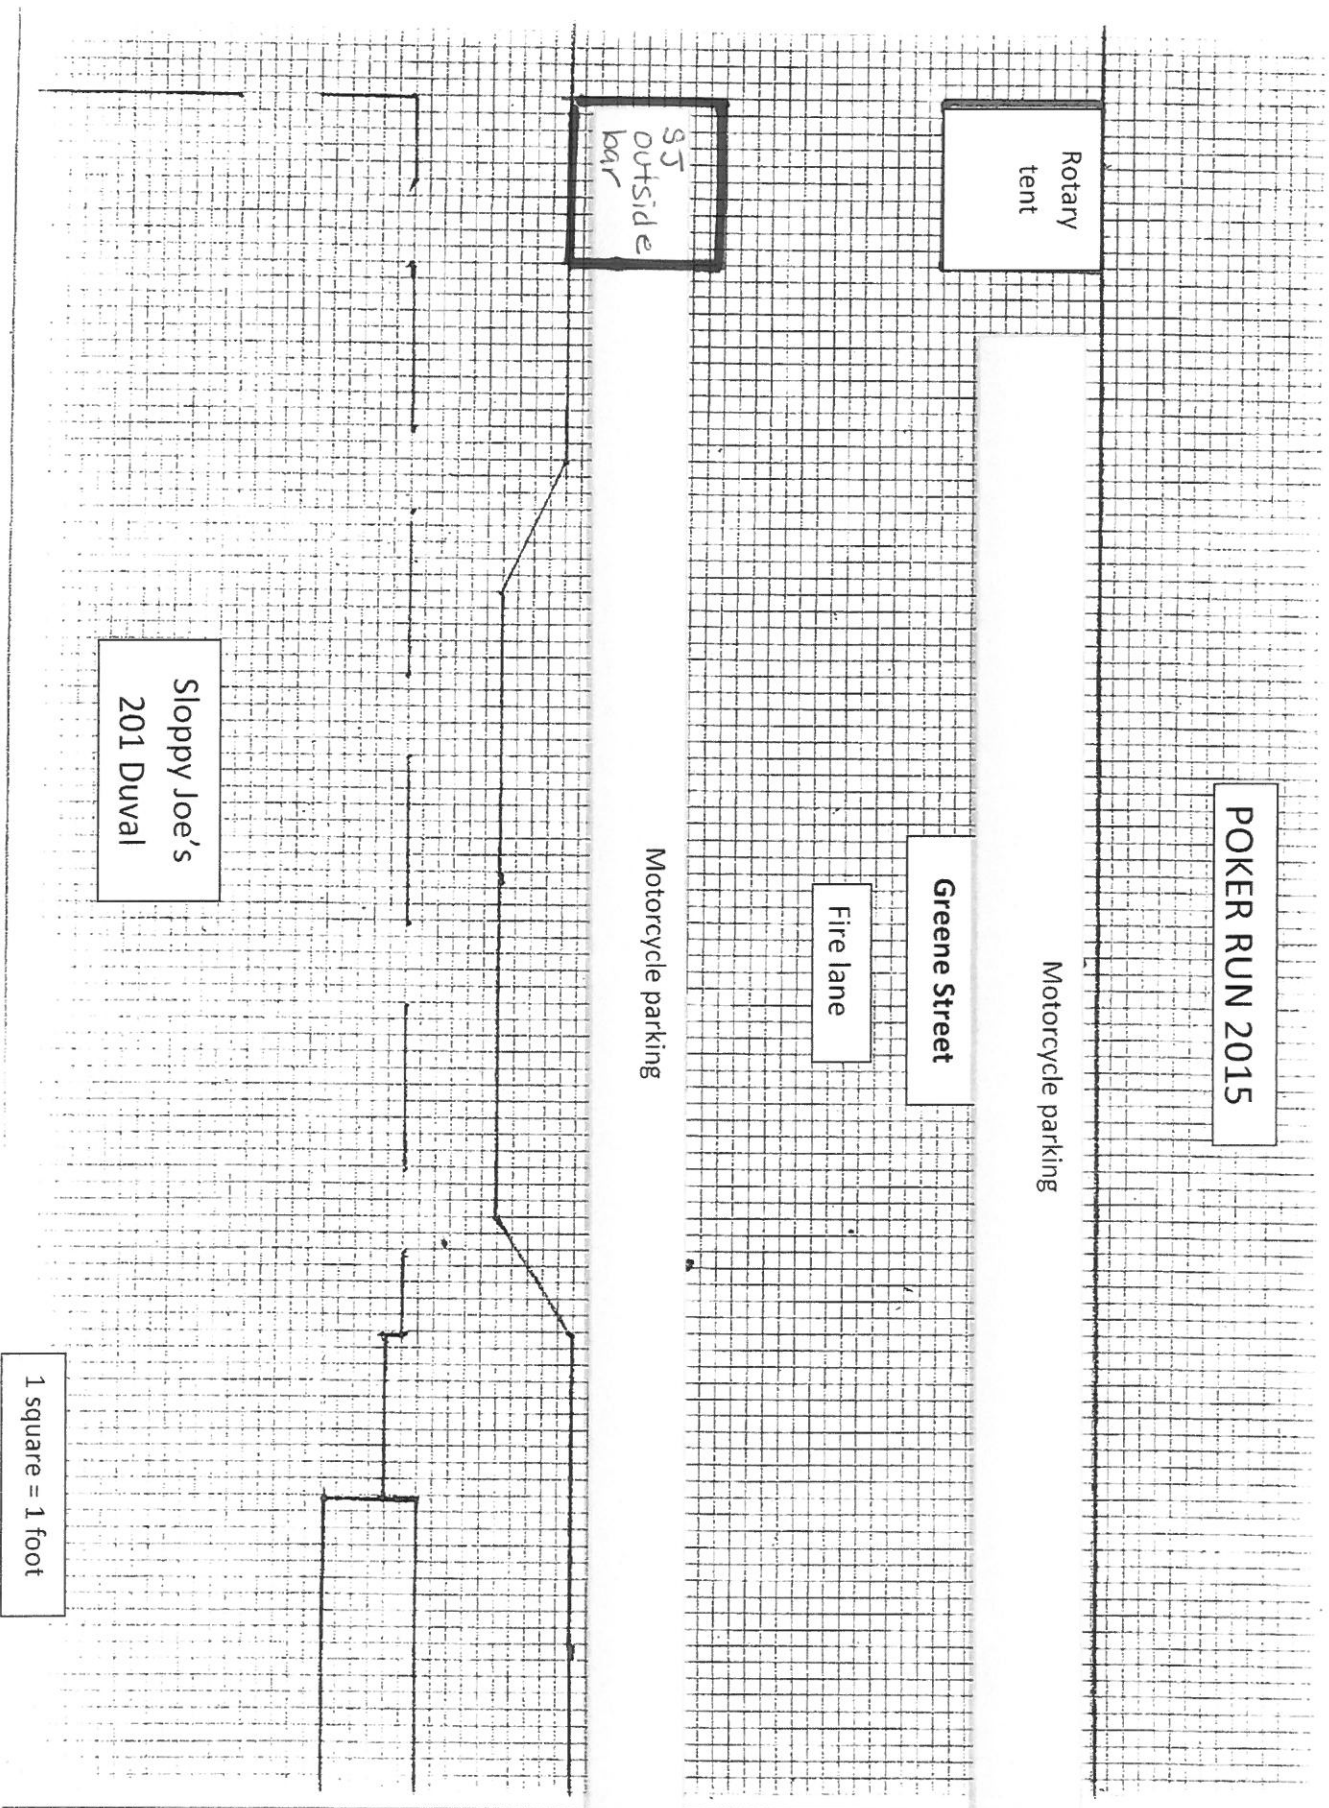 POKER RUN 2015
Rotary
tent
Motorcycle parking
Greene Street
Fire lane
SJ
outside
bar
Motorcycle parking
Sloppy Joe's
201 Duval
1 square = 1 foot